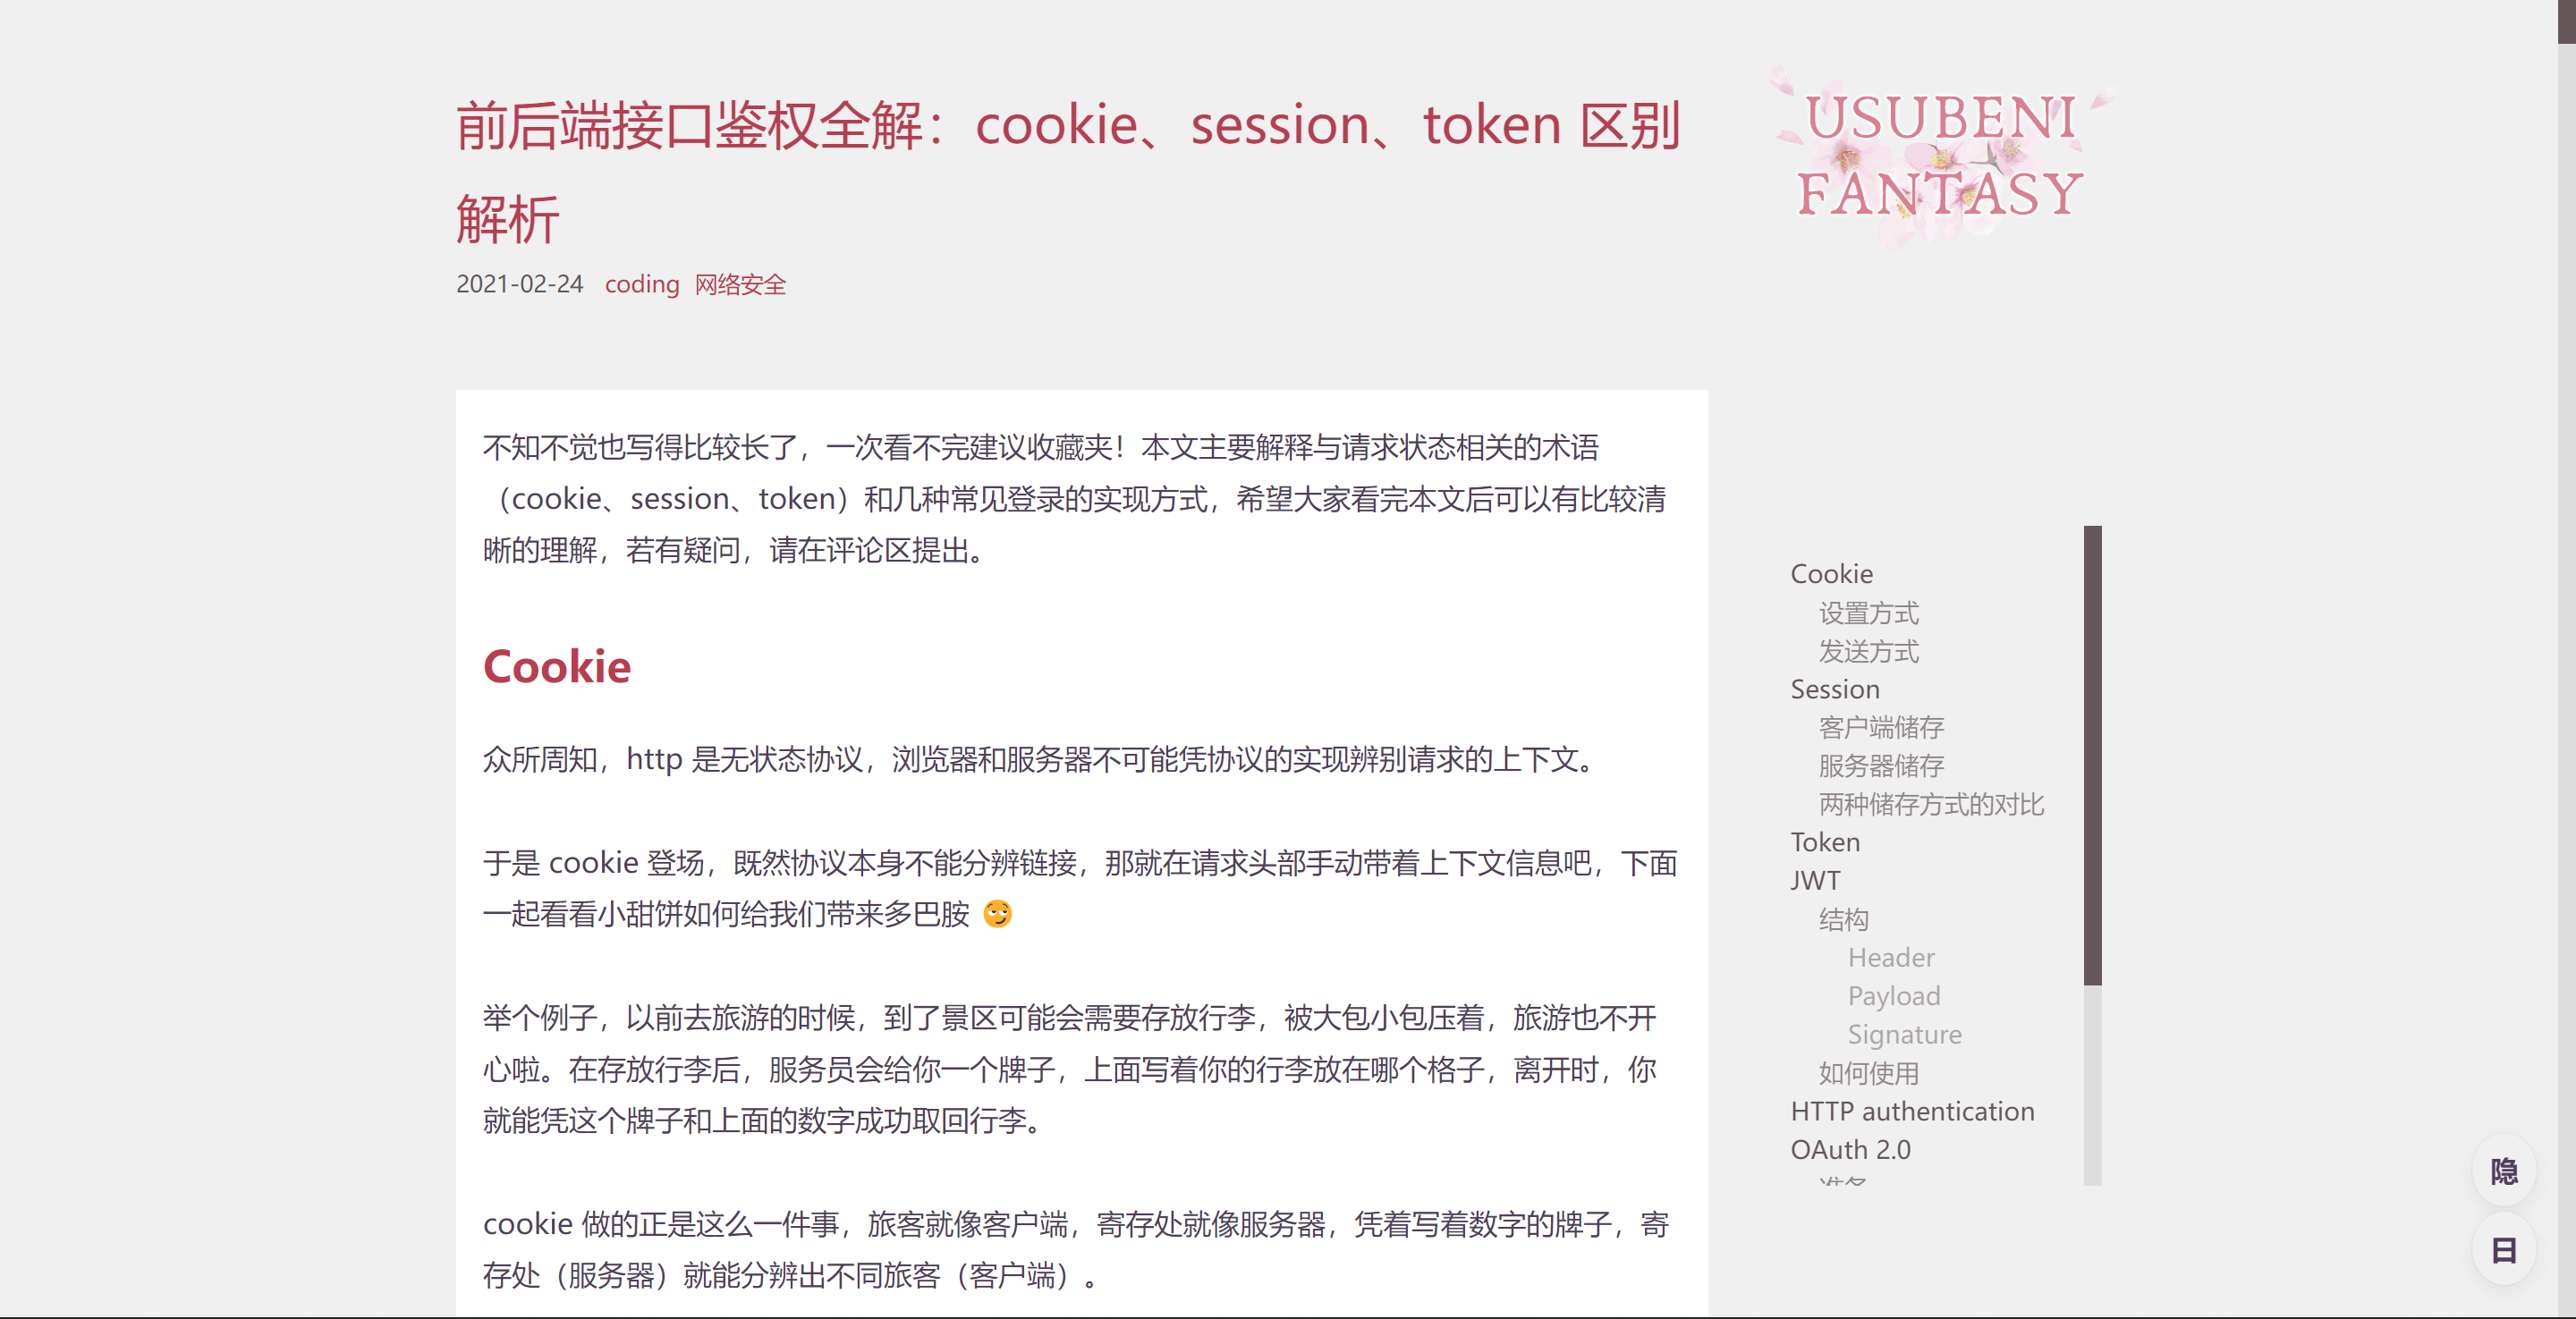 前后端接口鉴权全解：cookie、session、token 区别
解析
2021-02-24 coding 网络安全
USUBENI
FANTASY
不知不觉也写得比较长了，一次看不完建议收藏夹！本文主要解释与请求状态相关的术语
（cookie、session、token）和几种常见登录的实现方式，希望大家看完本文后可以有比较清
晰的理解，若有疑问，请在评论区提出。
Cookie
众所周知，http 是无状态协议，浏览器和服务器不可能凭协议的实现辨别请求的上下文。
于是 cookie 登场，既然协议本身不能分辨链接，那就在请求头部手动带着上下文信息吧，下面
一起看看小甜饼如何给我们带来多巴胺 😏
举个例子，以前去旅游的时候，到了景区可能会需要存放行李，被大包小包压着，旅游也不开
心啦。在存放行李后，服务员会给你一个牌子，上面写着你的行李放在哪个格子，离开时，你
就能凭这个牌子和上面的数字成功取回行李。
cookie 做的正是这么一件事，旅客就像客户端，寄存处就像服务器，凭着写着数字的牌子，寄
存处（服务器）就能分辨出不同旅客（客户端）。
Cookie
设置方式
发送方式
Session
客户端储存
服务器储存
两种储存方式的对比
Token
JWT
结构
Header
Payload
Signature
如何使用
HTTP authentication
OAuth 2.0
准备
隐
日